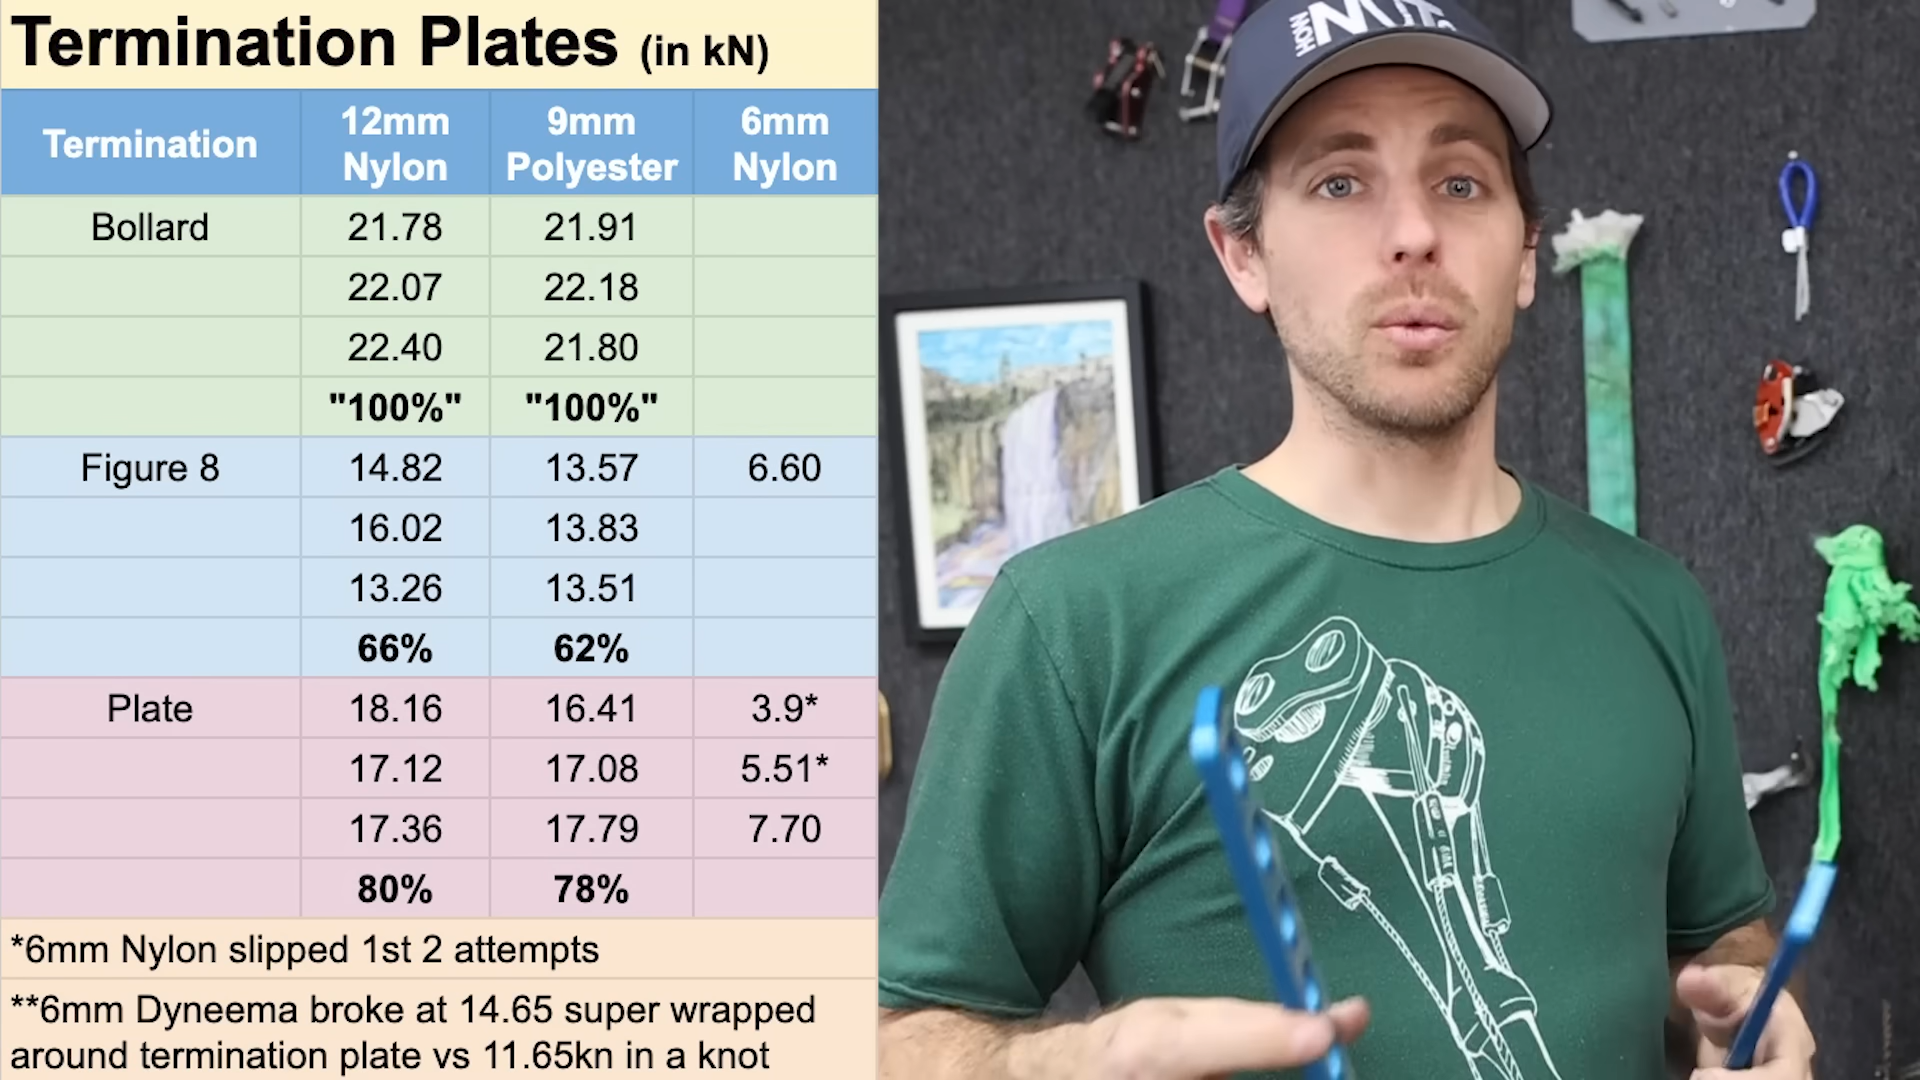 Termination Plates (in kN)
Termination 12mm Nylon 9mm Polyester 6mm Nylon
Bollard 21.78 21.91
22.07 22.18
22.40 21.80
"100%" "100%"
Figure 8 14.82 13.57 6.60
16.02 13.83
13.26 13.51
66% 62%
Plate 18.16 16.41 3.9*
17.12 17.08 5.51*
17.36 17.79 7.70
80% 78%
*6mm Nylon slipped 1st 2 attempts
**6mm Dyneema broke at 14.65 super wrapped
around termination plate vs 11.65kn in a knot
HOW